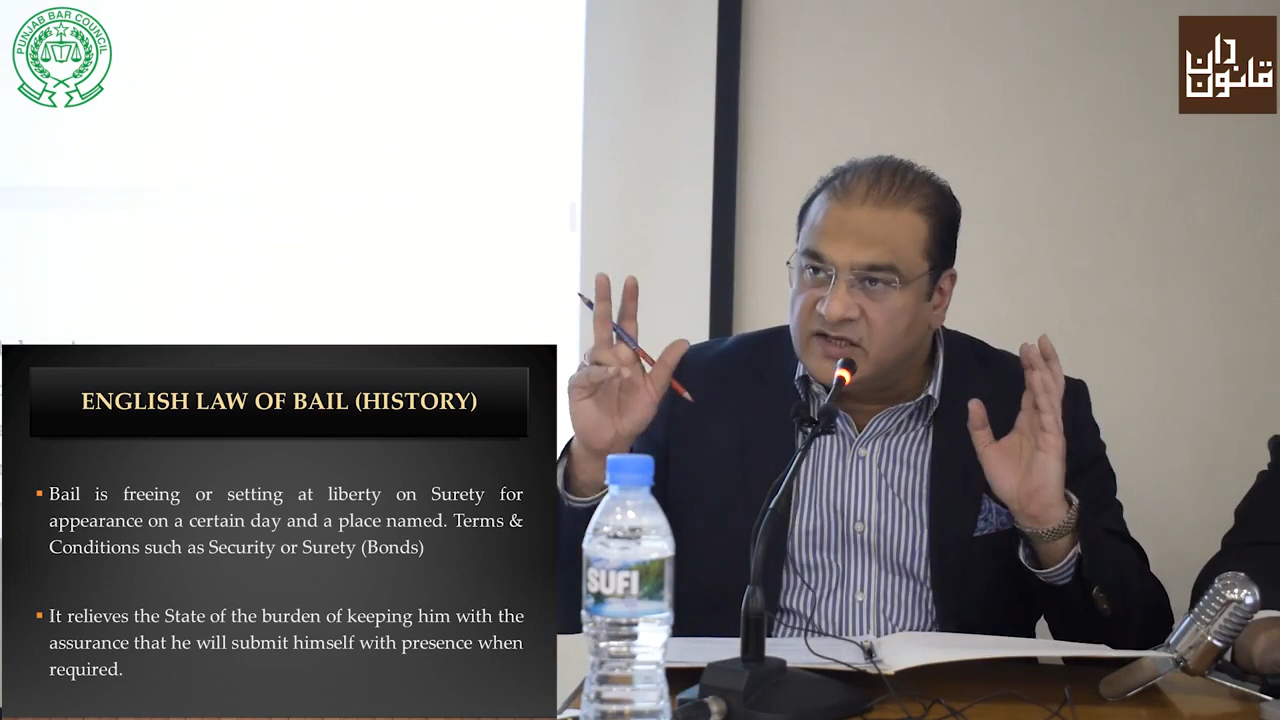 PUNJAB BAR COUNCIL
قانون دان
ENGLISH LAW OF BAIL (HISTORY)
▪ Bail is freeing or setting at liberty on Surety for
appearance on a certain day and a place named. Terms &
Conditions such as Security or Surety (Bonds)
▪ It relieves the State of the burden of keeping him with the
assurance that he will submit himself with presence when
required.
SUFI